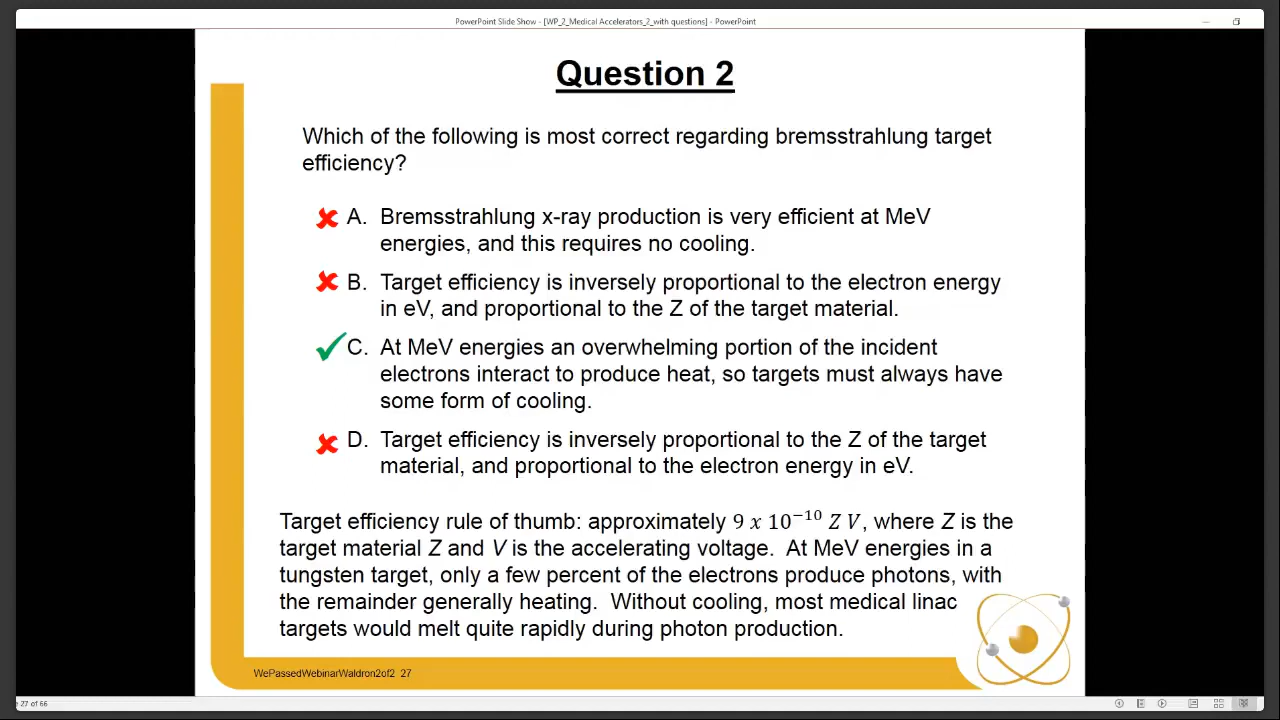 PowerPoint Slide Show - [WP_2_Medical Accelerators_2_with questions] - PowerPoint
Question 2
Which of the following is most correct regarding bremsstrahlung target
efficiency?
A. Bremsstrahlung x-ray production is very efficient at MeV
energies, and this requires no cooling.
B. Target efficiency is inversely proportional to the electron energy
in eV, and proportional to the Z of the target material.
C. At MeV energies an overwhelming portion of the incident
electrons interact to produce heat, so targets must always have
some form of cooling.
D. Target efficiency is inversely proportional to the Z of the target
material, and proportional to the electron energy in eV.
Target efficiency rule of thumb: approximately 9 x 10⁻¹⁰ Z V, where Z is the
target material Z and V is the accelerating voltage. At MeV energies in a
tungsten target, only a few percent of the electrons produce photons, with
the remainder generally heating. Without cooling, most medical linac
targets would melt quite rapidly during photon production.
WePassedWebinarWaldron2of2 27
27 of 66